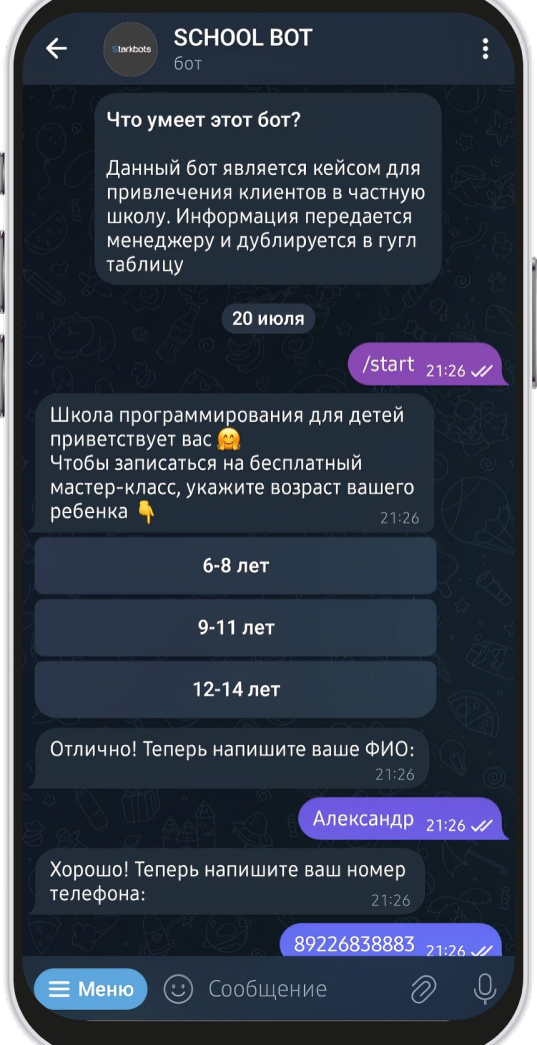 Starkbots
SCHOOL BOT
бот
Что умеет этот бот?
Данный бот является кейсом для
привлечения клиентов в частную
школу. Информация передается
менеджеру и дублируется в гугл
таблицу
20 июля
/start 21:26
Школа программирования для детей
приветствует вас 🤗
Чтобы записаться на бесплатный
мастер-класс, укажите возраст вашего
ребенка 👇 21:26
6-8 лет
9-11 лет
12-14 лет
Отлично! Теперь напишите ваше ФИО:
21:26
Александр 21:26
Хорошо! Теперь напишите ваш номер
телефона: 21:26
89226838883 21:26
Меню Сообщение